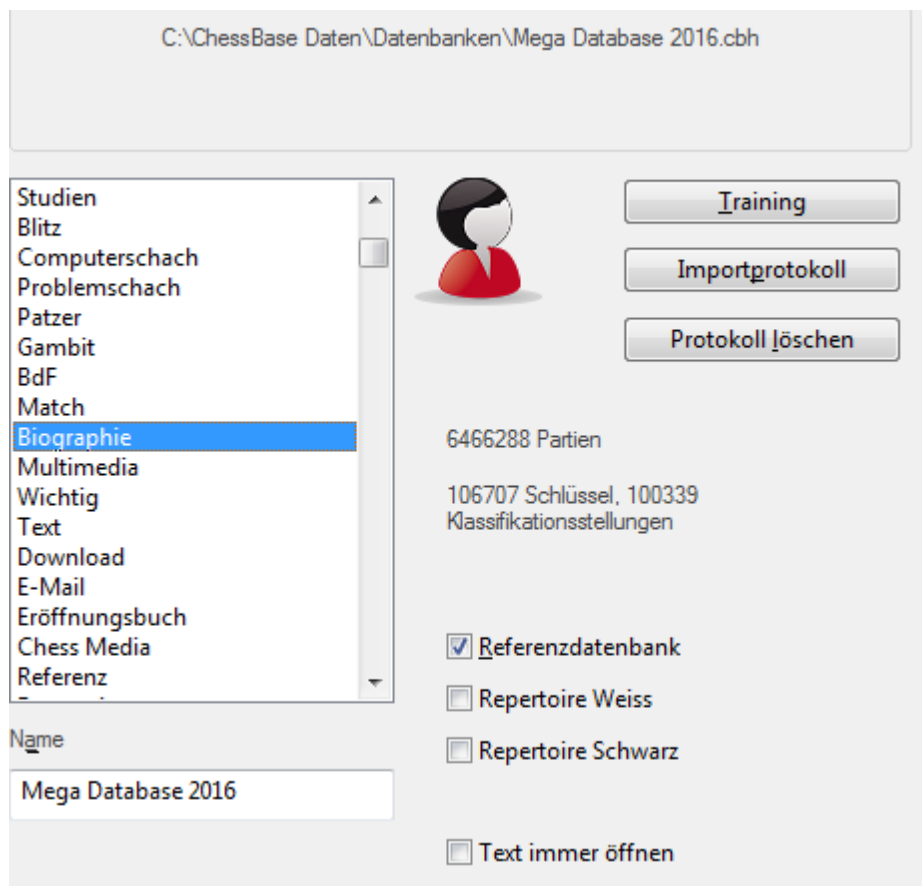 C:\ChessBase Daten\Datenbanken\Mega Database 2016.cbh
Studien
Blitz
Computerschach
Problemschach
Patzer
Gambit
BdF
Match
Biographie
Multimedia
Wichtig
Text
Download
E-Mail
Eröffnungsbuch
Chess Media
Referenz
Training
Importprotokoll
Protokoll löschen
6466288 Partien
106707 Schlüssel, 100339
Klassifikationsstellungen
Referenzdatenbank
Repertoire Weiss
Repertoire Schwarz
Name
Mega Database 2016
Text immer öffnen